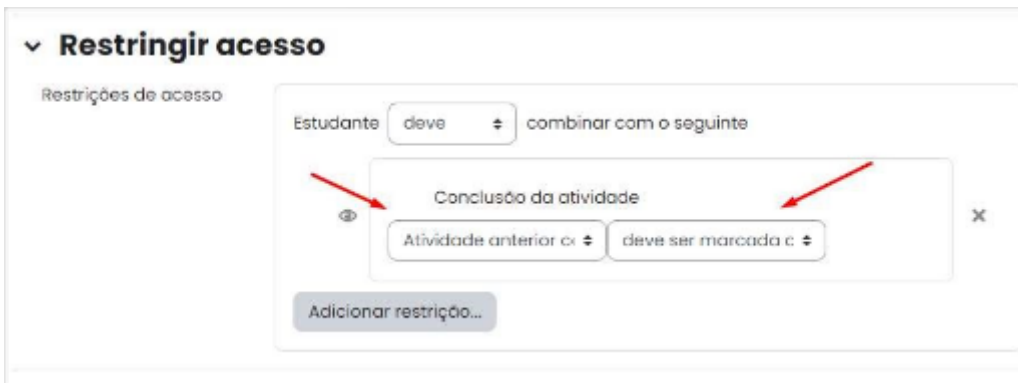 Restringir acesso
Restrições de acesso
Estudante deve combinar com o seguinte
Conclusão da atividade
Atividade anterior c deve ser marcada c
Adicionar restrição...